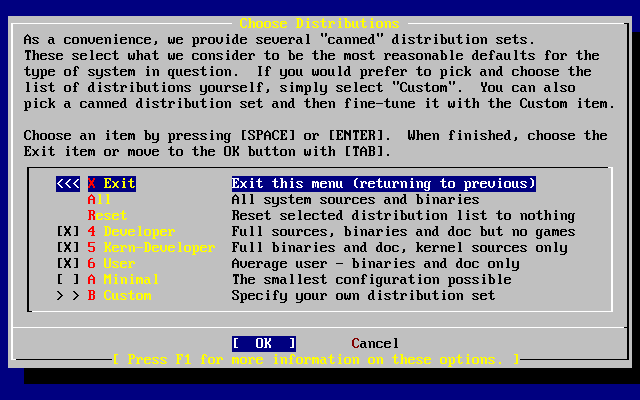 Choose Distributions
As a convenience, we provide several "canned" distribution sets.
These select what we consider to be the most reasonable defaults for the
type of system in question.  If you would prefer to pick and choose the
list of distributions yourself, simply select "Custom".  You can also
pick a canned distribution set and then fine-tune it with the Custom item.
Choose an item by pressing [SPACE] or [ENTER].  When finished, choose the
Exit item or move to the OK button with [TAB].
<<< X Exit Exit this menu (returning to previous)
All All system sources and binaries
Reset Reset selected distribution list to nothing
[X] 4 Developer Full sources, binaries and doc but no games
[X] 5 Kern-Developer Full binaries and doc, kernel sources only
[X] 6 User Average user - binaries and doc only
[ ] A Minimal The smallest configuration possible
> > B Custom Specify your own distribution set
[  OK  ] Cancel
[ Press F1 for more information on these options. ]